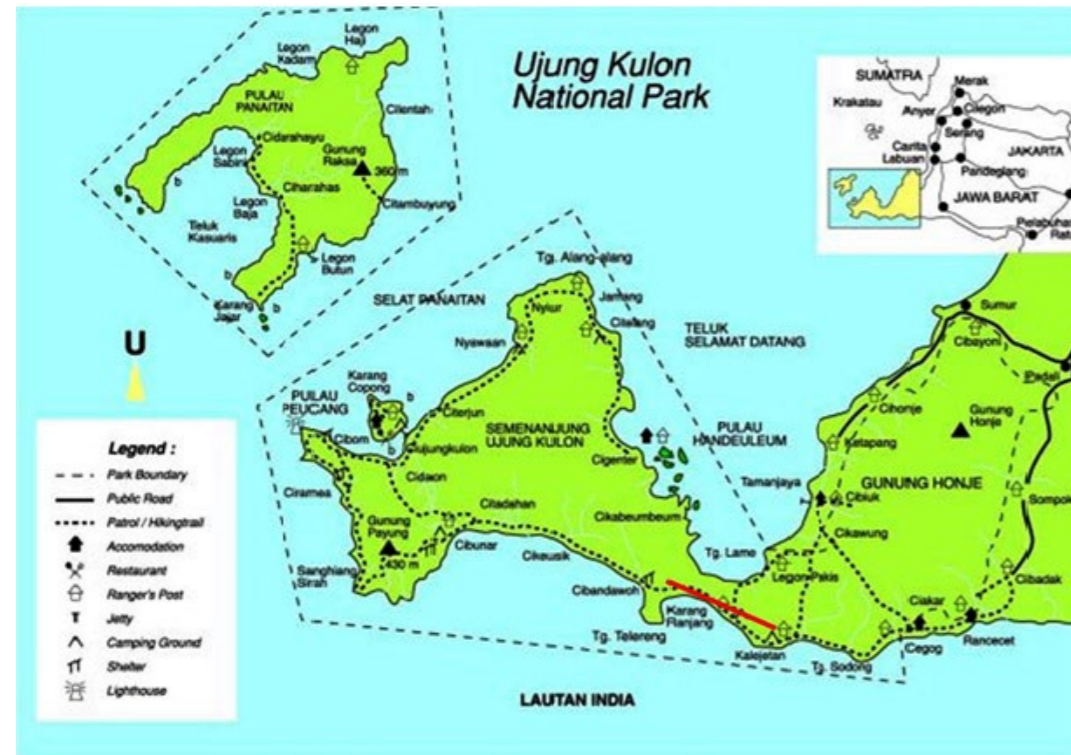 Ujung Kulon
National Park
Legon
Haji
Legon
Kadam
PULAU
PANAITAN
Cilentah
Cidarahayu
Legon
Sabini
Gunung
Raksa
360 m
Ciharahas
Citambuyung
Legon
Baja
Teluk
Kasuaris
Legon
Butun
Karang
Jajar
b
b
b
b
SUMATRA
Merak
Krakatau
Anyer
Cilegon
Serang
Carita
Labuan
JAKARTA
Pandeglang
JAWA BARAT
Pelabuhan
Ratu
Tg. Alang-alang
SELAT PANAITAN
Nyiur
Jamang
Citelang
Nyawaan
TELUK
SELAMAT DATANG
Sumur
Cibayoni
U
Karang
Copong
PULAU
PEUCANG
b
b
Citerjun
Cibom
Cujungkulon
Cidaon
SEMENANJUNG
UJUNG KULON
Cigenter
PULAU
HANDEULEUM
Cihonje
Ketapang
Gunung
Honje
Tamanjaya
GUNUNG HONJE
Cibiuk
Sompok
Ciramea
Citadahan
Cikabeumbeum
Cikawung
Gunung
Payung
430 m
Cibunar
Cikeusik
Tg. Lame
Legon Pakis
Sanghiang
Sirah
Cibandawoh
Cibadak
Ciakar
Karang
Ranjang
Tg. Telereng
Kalejetan
Tg. Sodong
Cegog
Rancecet
LAUTAN INDIA
Legend :
Park Boundary
Public Road
Patrol / Hikingtrail
Accomodation
Restaurant
Ranger's Post
Jetty
Camping Ground
Shelter
Lighthouse